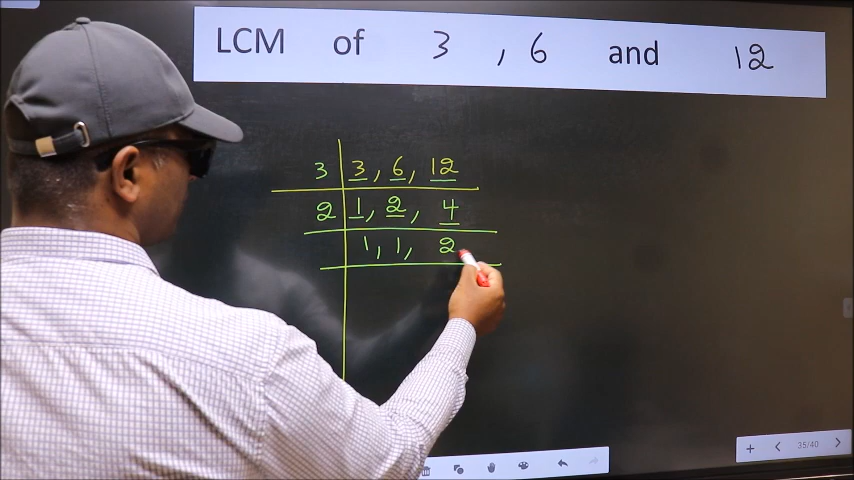 LCM of 3 , 6 and 12
3 3 , 6 , 12
2 1 , 2 , 4
1 , 1 , 2
35/40